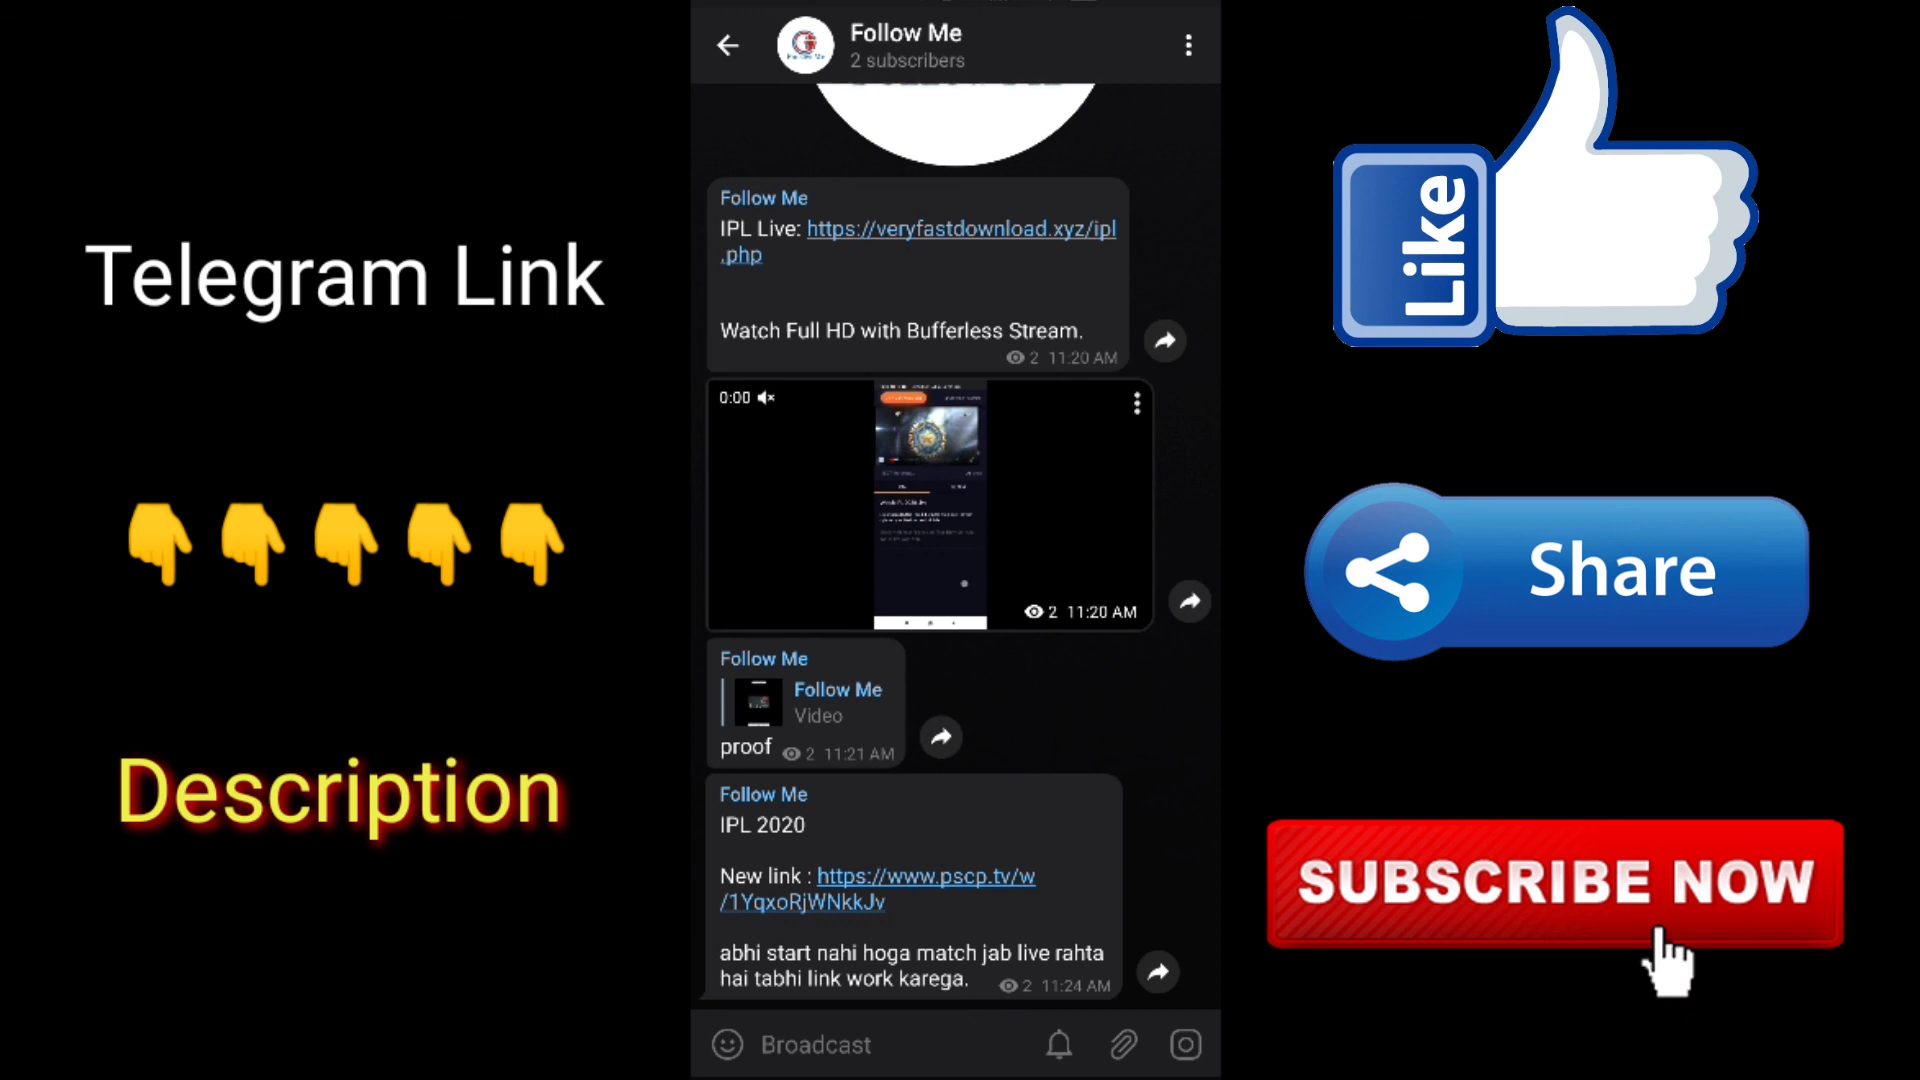 Telegram Link
Description
Follow Me
2 subscribers
Follow Me
IPL Live: https://veryfastdownload.xyz/ipl
.php
Watch Full HD with Bufferless Stream.
2 11:20 AM
0:00
2 11:20 AM
Follow Me
Follow Me
Video
proof 2 11:21 AM
Follow Me
IPL 2020
New link : https://www.pscp.tv/w
/1YqxoRjWNkkJv
abhi start nahi hoga match jab live rahta
hai tabhi link work karega. 2 11:24 AM
Broadcast
Like
Share
SUBSCRIBE NOW